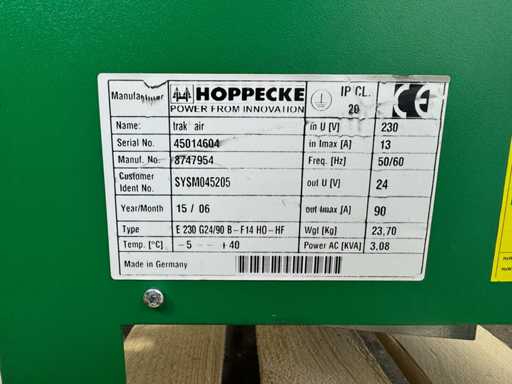 Manufacturer HOPPECKE IP CL.
POWER FROM INNOVATION 20
CE
Name: trak air in U [V] 230
Serial No. 45014604 in Imax [A] 13
Manuf. No. 8747954 Freq. [Hz] 50/60
Customer
Ident No. SYSM045205 out U [V] 24
Year/Month 15 / 06 out Imax [A] 90
Type E 230 G24/90 B-F14 HO-HF Wgt [Kg] 23,70
Temp. [°C] -5 +40 Power AC [KVA] 3.08
Made in Germany